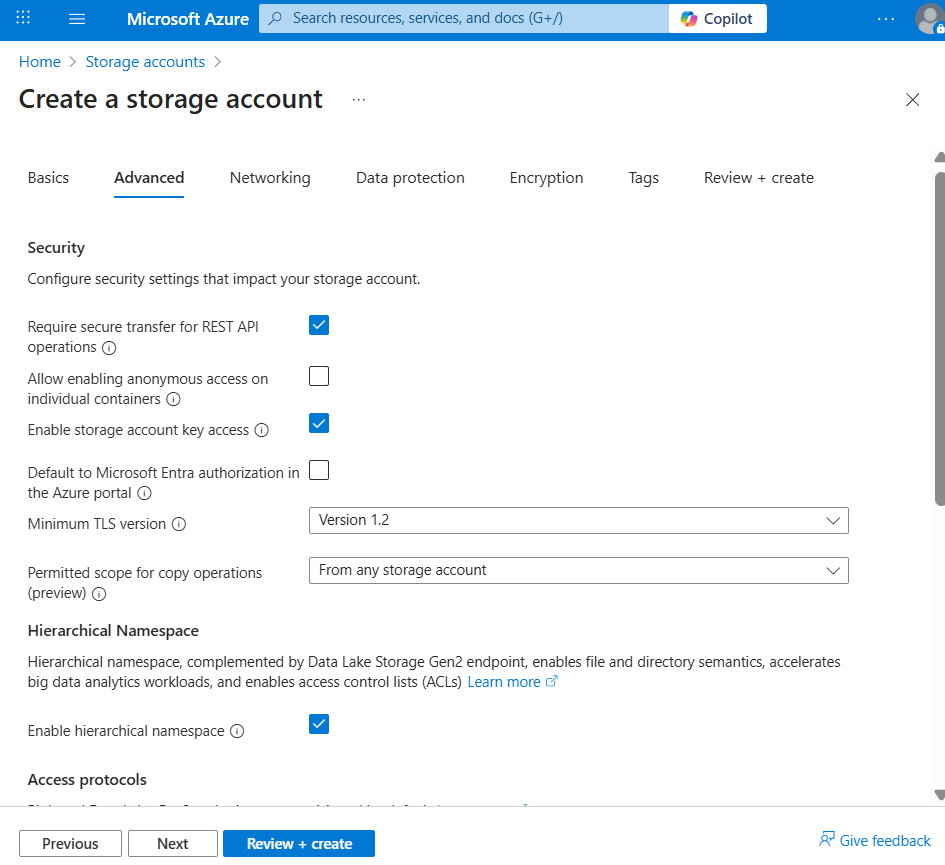 Microsoft Azure
Search resources, services, and docs (G+/)
Copilot
Home > Storage accounts >
Create a storage account ...
Basics
Advanced
Networking
Data protection
Encryption
Tags
Review + create
Security
Configure security settings that impact your storage account.
Require secure transfer for REST API
operations
Allow enabling anonymous access on
individual containers
Enable storage account key access
Default to Microsoft Entra authorization in
the Azure portal
Minimum TLS version
Version 1.2
Permitted scope for copy operations
(preview)
From any storage account
Hierarchical Namespace
Hierarchical namespace, complemented by Data Lake Storage Gen2 endpoint, enables file and directory semantics, accelerates
big data analytics workloads, and enables access control lists (ACLs) Learn more
Enable hierarchical namespace
Access protocols
Previous
Next
Review + create
Give feedback